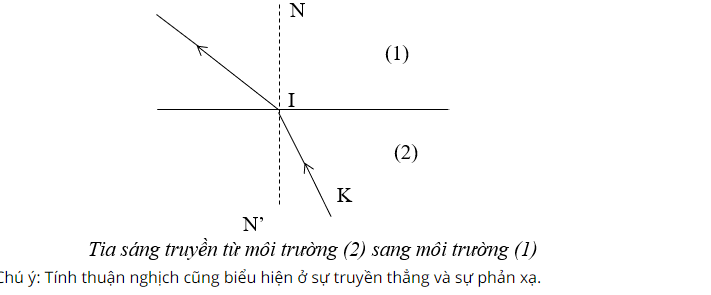 N
(1)
I
(2)
K
N’
Tia sáng truyền từ môi trường (2) sang môi trường (1)
Chú ý: Tính thuận nghịch cũng biểu hiện ở sự truyền thẳng và sự phản xạ.